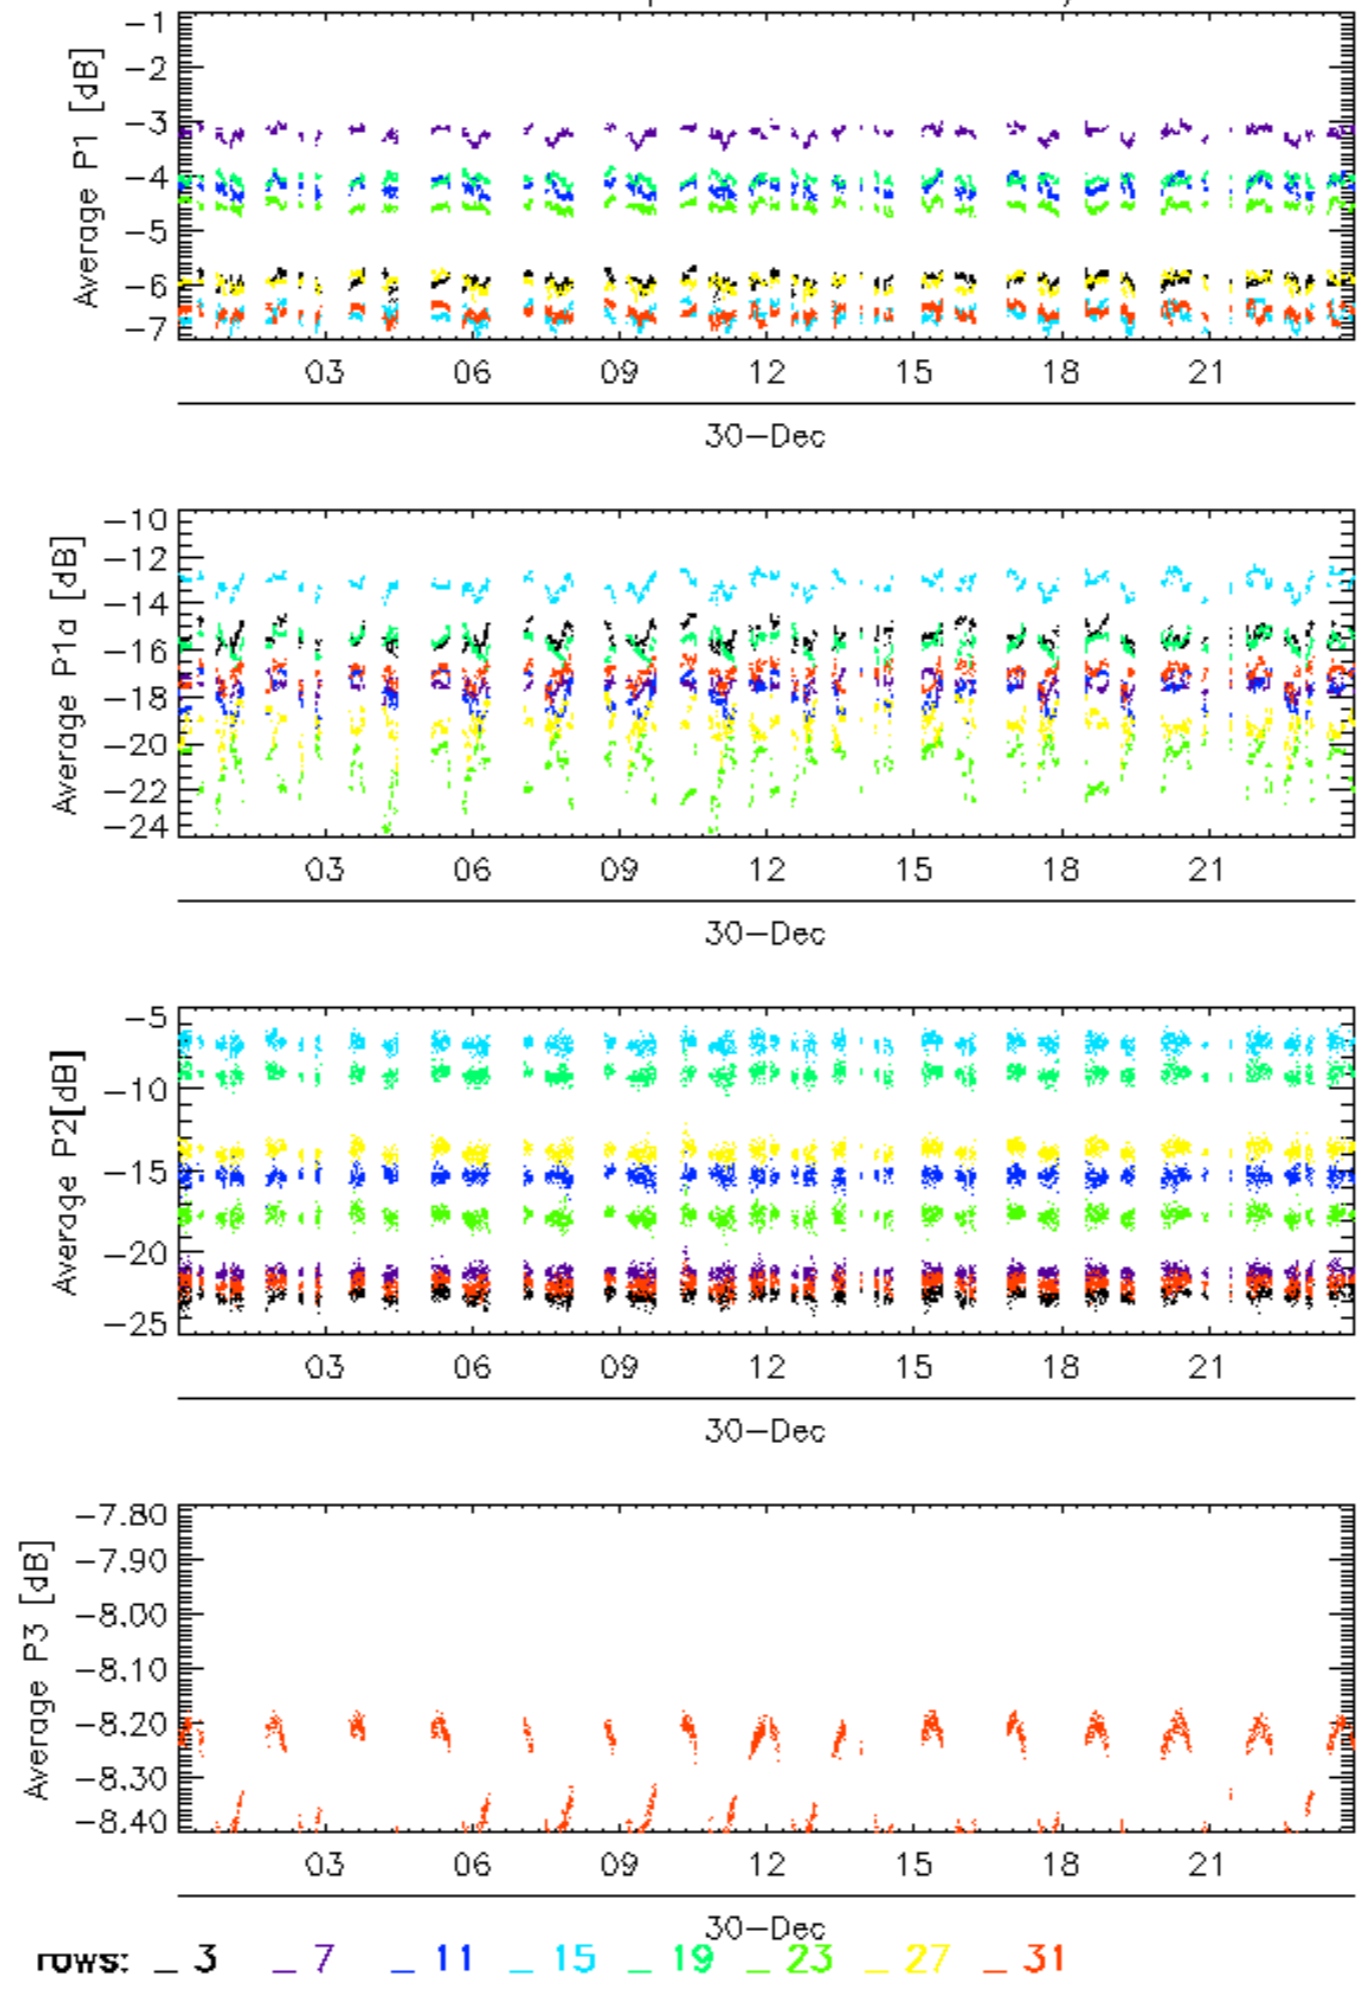 Average P1 [dB]
-1
-2
-3
-4
-5
-6
-7
03 06 09 12 15 18 21
30-Dec
Average P1a [dB]
-10
-12
-14
-16
-18
-20
-22
-24
03 06 09 12 15 18 21
30-Dec
Average P2[dB]
-5
-10
-15
-20
-25
03 06 09 12 15 18 21
30-Dec
Average P3 [dB]
-7.80
-7.90
-8.00
-8.10
-8.20
-8.30
-8.40
03 06 09 12 15 18 21
30-Dec
rows: _ 3 _ 7 _ 11 _ 15 _ 19 _ 23 _ 27 _ 31